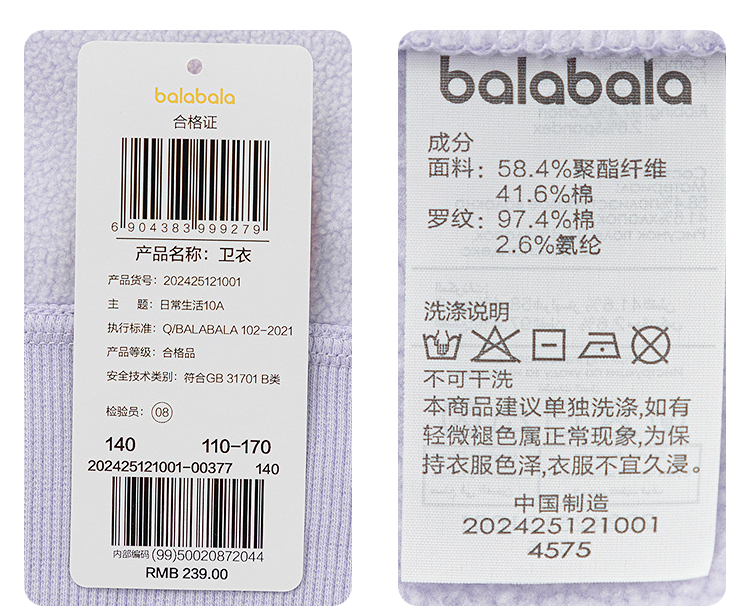 balabala
合格证
6 904383 999279
产品名称：卫衣
产品货号：202425121001
主 题：日常生活10A
执行标准：Q/BALABALA 102-2021
产品等级：合格品
安全技术类别：符合GB 31701 B类
检验员：08
140 110-170
202425121001-00377 140
内部编码 (99)50020872044
RMB 239.00
balabala
成分
面料：58.4%聚酯纤维
41.6%棉
罗纹：97.4%棉
2.6%氨纶
洗涤说明
不可干洗
本商品建议单独洗涤,如有
轻微褪色属正常现象,为保
持衣服色泽,衣服不宜久浸。
中国制造
202425121001
4575